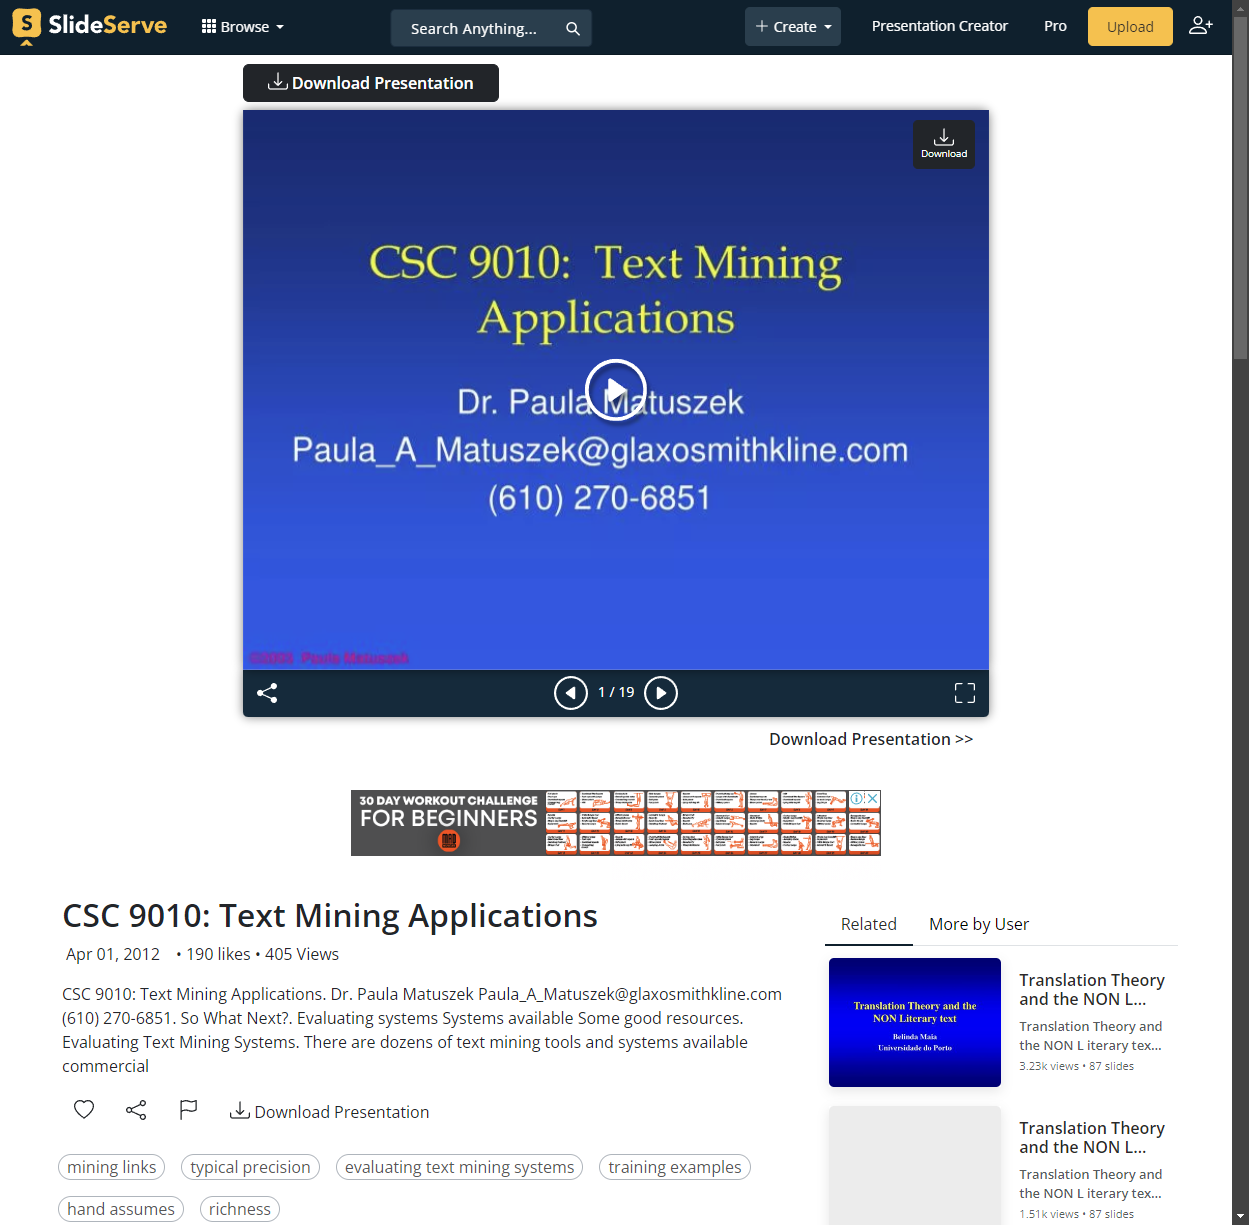 SlideServe
Browse
Search Anything...
Create
Presentation Creator
Pro
Upload
Download Presentation
Download
CSC 9010: Text Mining
Applications
Dr. Paula Matuszek
Paula_A_Matuszek@glaxosmithkline.com
(610) 270-6851
Paula Matuszek
1 / 19
Download Presentation >>
30 DAY WORKOUT CHALLENGE
FOR BEGINNERS
CSC 9010: Text Mining Applications
Apr 01, 2012 • 190 likes • 405 Views
CSC 9010: Text Mining Applications. Dr. Paula Matuszek Paula_A_Matuszek@glaxosmithkline.com
(610) 270-6851. So What Next?. Evaluating systems Systems available Some good resources.
Evaluating Text Mining Systems. There are dozens of text mining tools and systems available
commercial
Download Presentation
mining links
typical precision
evaluating text mining systems
training examples
hand assumes
richness
Related
More by User
Translation Theory and the
NON Literary text
Belinda Maia
Universidade do Porto
Translation Theory
and the NON L...
Translation Theory and
the NON L iterary tex...
3.23k views • 87 slides
Translation Theory
and the NON L...
Translation Theory and
the NON L iterary tex...
1.51k views • 87 slides